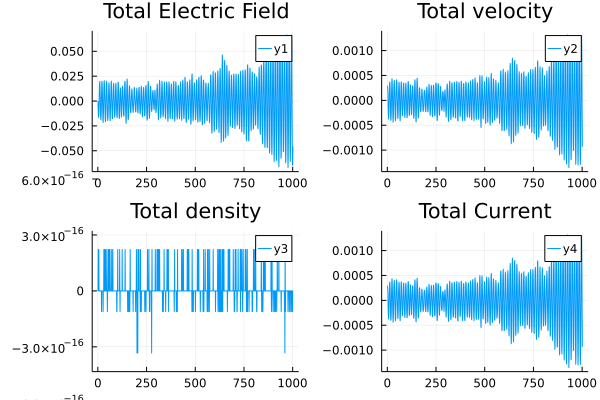 Total Electric Field
Total velocity
0.050
0.025
0.000
−0.025
−0.050
6.0×10⁻¹⁶
y1
0 250 500 750 1000
0.0010
0.0005
0.0000
−0.0005
−0.0010
y2
0 250 500 750 1000
Total density
Total Current
3.0×10⁻¹⁶
0
−3.0×10⁻¹⁶
y3
0 250 500 750 1000
0.0010
0.0005
0.0000
−0.0005
−0.0010
y4
0 250 500 750 1000